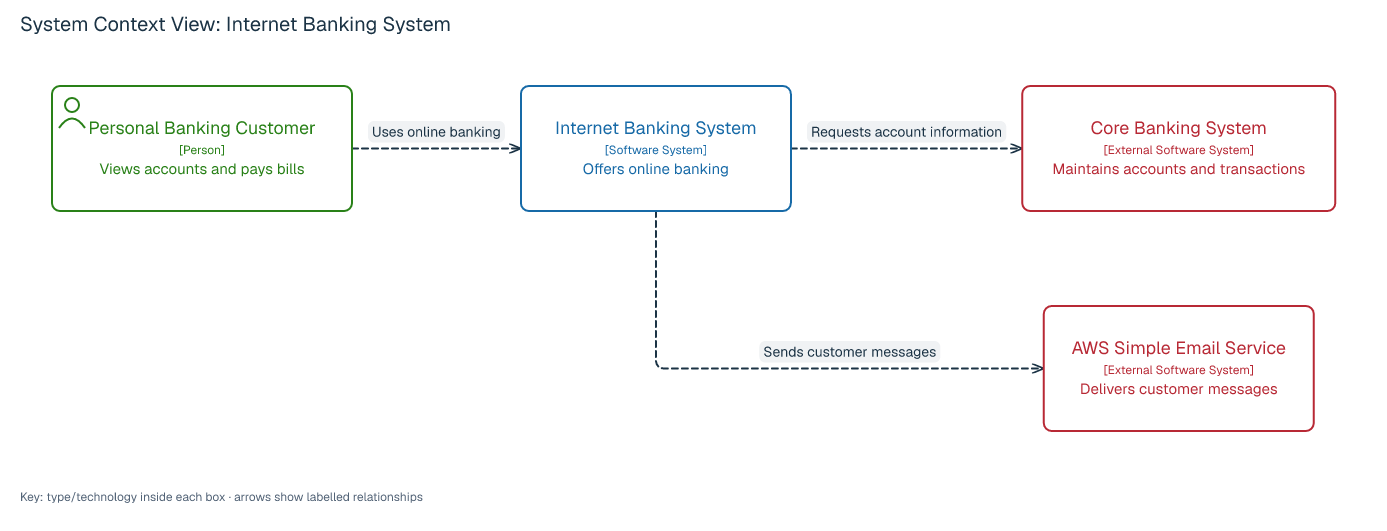 System Context View: Internet Banking System
Personal Banking Customer
[Person]
Views accounts and pays bills
Uses online banking
Internet Banking System
[Software System]
Offers online banking
Requests account information
Core Banking System
[External Software System]
Maintains accounts and transactions
Sends customer messages
AWS Simple Email Service
[External Software System]
Delivers customer messages
Key: type/technology inside each box · arrows show labelled relationships